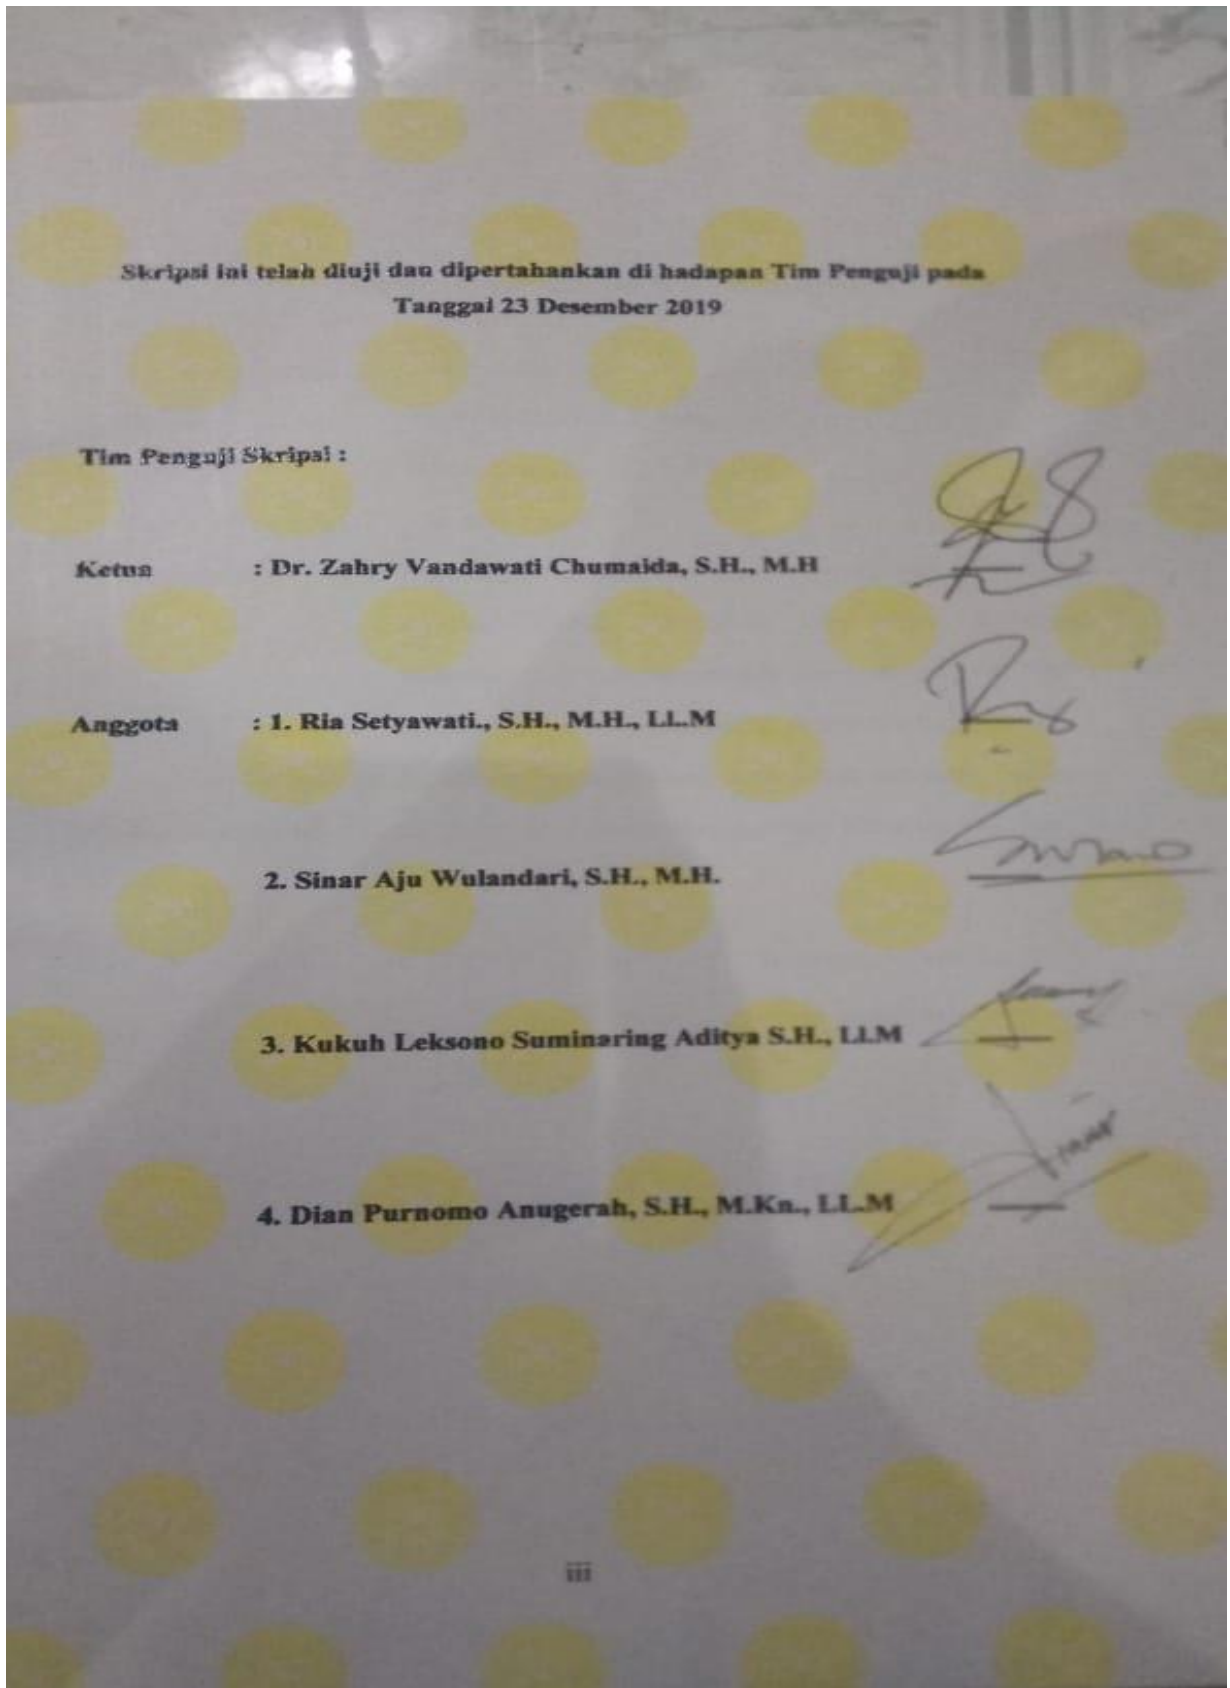 Skripsi ini telah diuji dan dipertahankan di hadapan Tim Penguji pada
Tanggal 23 Desember 2019
Tim Penguji Skripsi :
Ketua : Dr. Zahry Vandawati Chumaida, S.H., M.H
Anggota : 1. Ria Setyawati., S.H., M.H., LL.M
2. Sinar Aju Wulandari, S.H., M.H.
3. Kukuh Leksono Suminaring Aditya S.H., LLM
4. Dian Purnomo Anugerah, S.H., M.Kn., LL.M
iii